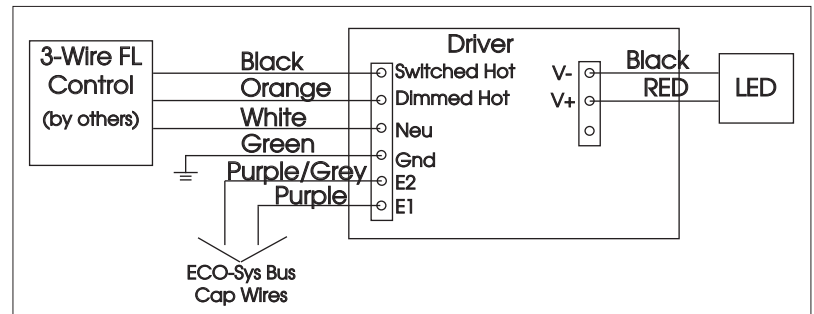 3-Wire FL
Control
(by others)
Driver
Black
Switched Hot
Orange
Dimmed Hot
White
Neu
Green
Gnd
Purple/Grey
E2
Purple
E1
V-
Black
V+
RED
LED
ECO-Sys Bus
Cap Wires